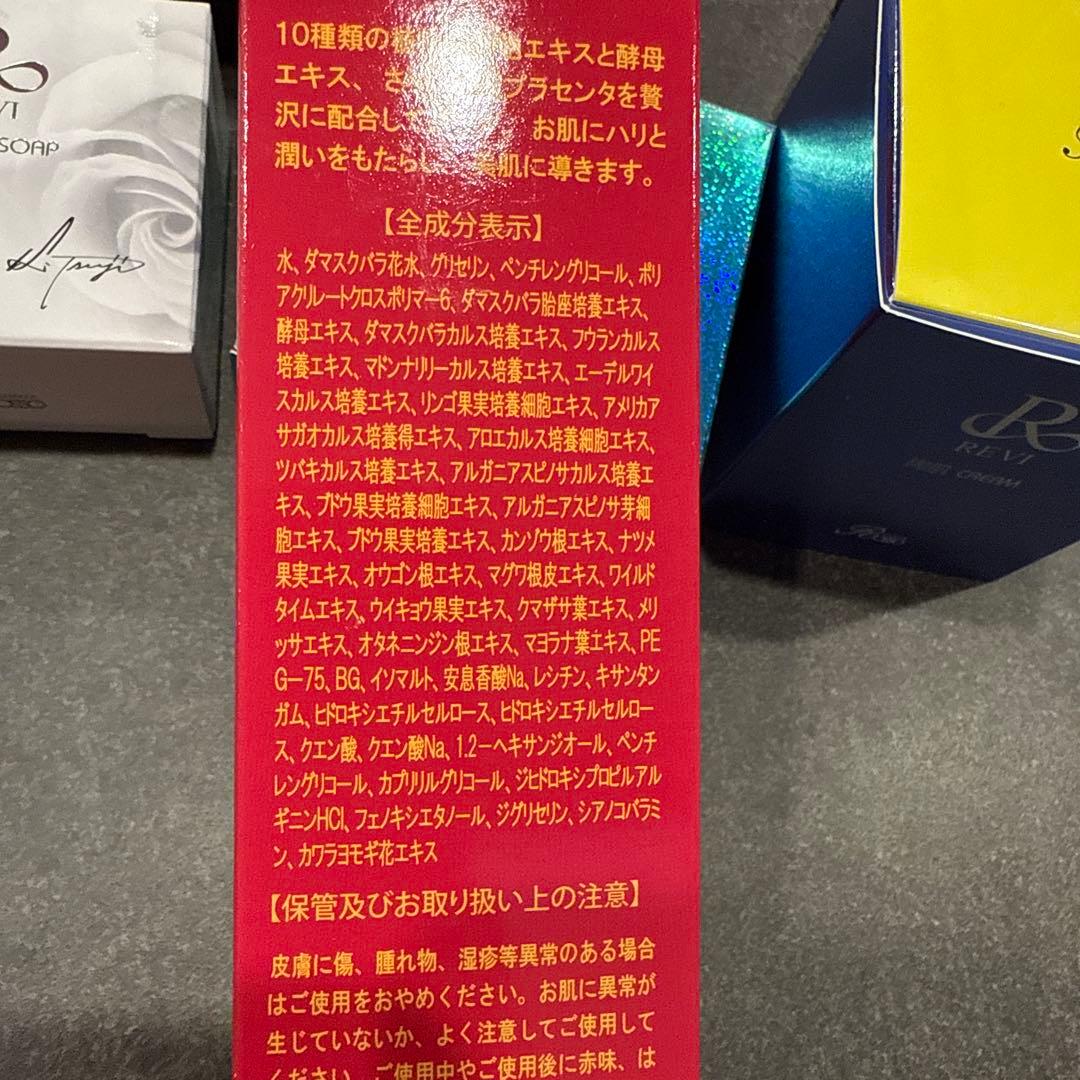 EVI
SOAP
10種類の エキスと酵母
エキス、さ プラセンタを贅
沢に配合し お肌にハリと
潤いをもたら 肌に導きます。
【全成分表示】
水、ダマスクバラ花水、グリセリン、ペンチレングリコール、ポリ
アクリレートクロスポリマー6、ダマスクバラ胎座培養エキス、
酵母エキス、ダマスクバラカルス培養エキス、フウランカルス
培養エキス、マドンナリリーカルス培養エキス、エーデルワイ
スカルス培養エキス、リンゴ果実培養細胞エキス、アメリカア
サガオカルス培養得エキス、アロエカルス培養細胞エキス、
ツバキカルス培養エキス、アルガニアスピノサカルス培養エ
キス、ブドウ果実培養細胞エキス、アルガニアスピノサ芽細
胞エキス、ブドウ果実培養エキス、カンゾウ根エキス、ナツメ
果実エキス、オウゴン根エキス、マグワ根皮エキス、ワイルド
タイムエキス、ウイキョウ果実エキス、クマザサ葉エキス、メリ
ッサエキス、オタネニンジン根エキス、マヨラナ葉エキス、PE
G－75、BG、イソマルト、安息香酸Na、レシチン、キサンタン
ガム、ヒドロキシエチルセルロース、ヒドロキシエチルセルロー
ス、クエン酸、クエン酸Na、1.2－ヘキサンジオール、ペンチ
レングリコール、カプリリルグリコール、ジヒドロキシプロピルアル
ギニンHCl、フェノキシエタノール、ジグリセリン、シアノコバラミ
ン、カワラヨモギ花エキス
【保管及びお取り扱い上の注意】
皮膚に傷、腫れ物、湿疹等異常のある場合
はご使用をおやめください。お肌に異常が
生じていないか、よく注意してご使用して
ください。ご使用中やご使用後に赤味、は
R
REVI
CREAM